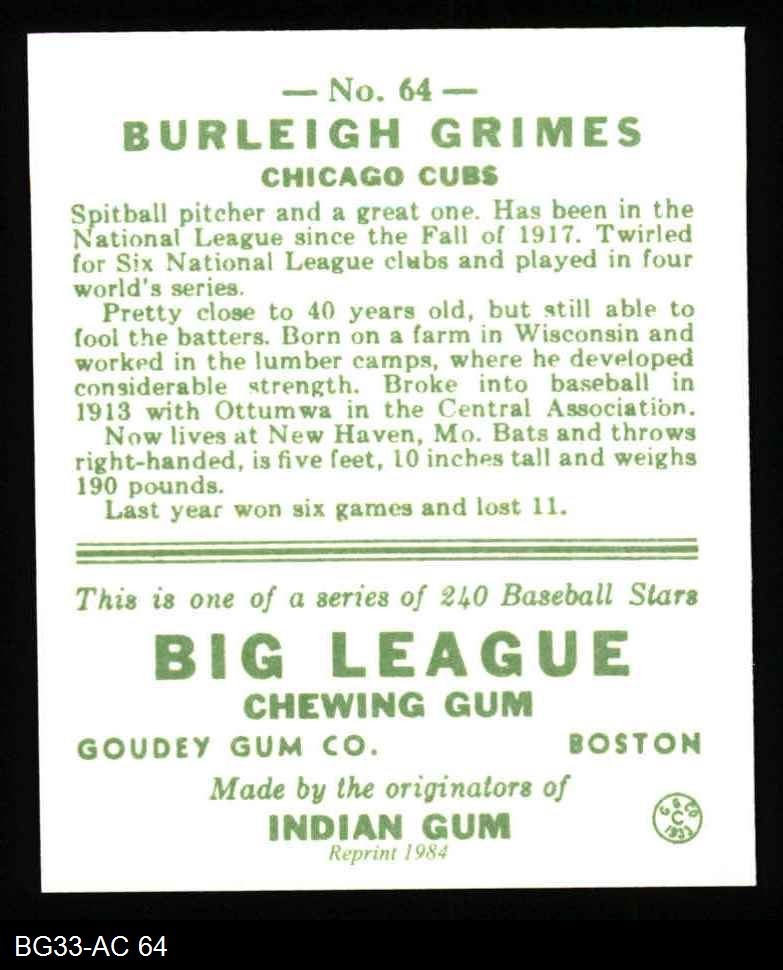 — No. 64 —
BURLEIGH GRIMES
CHICAGO CUBS
Spitball pitcher and a great one. Has been in the
National League since the Fall of 1917. Twirled
for Six National League clubs and played in four
world's series.
Pretty close to 40 years old, but still able to
fool the batters. Born on a farm in Wisconsin and
worked in the lumber camps, where he developed
considerable strength. Broke into baseball in
1913 with Ottumwa in the Central Association.
Now lives at New Haven, Mo. Bats and throws
right-handed, is five feet, 10 inches tall and weighs
190 pounds.
Last year won six games and lost 11.
This is one of a series of 240 Baseball Stars
BIG LEAGUE
CHEWING GUM
GOUDEY GUM CO. BOSTON
Made by the originators of
INDIAN GUM
Reprint 1984
G G CO
C
1933
BG33-AC 64